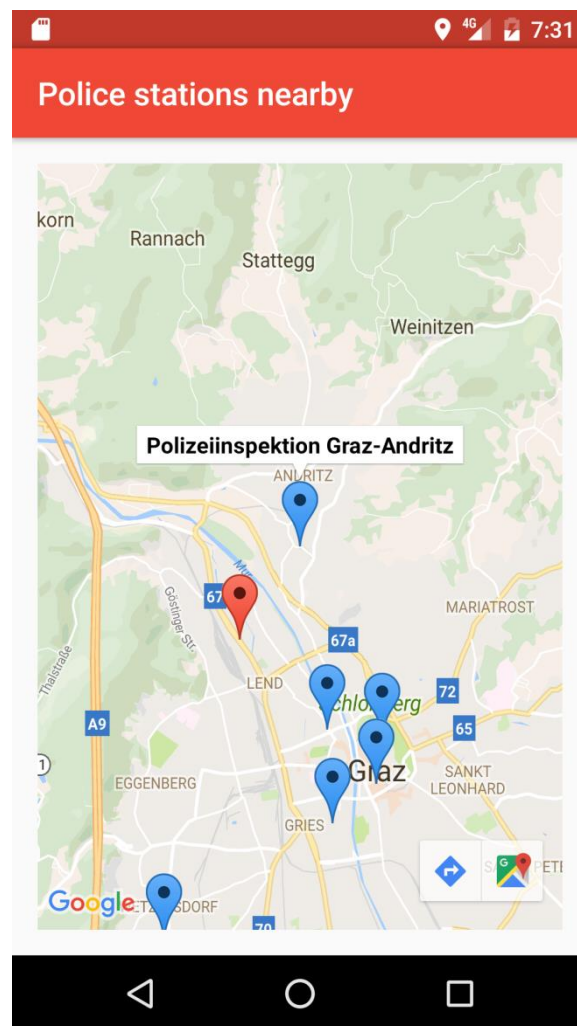 4G 7:31
Police stations nearby
korn
Rannach
Stattegg
Weinitzen
Polizeiinspektion Graz-Andritz
ANDRITZ
Göstinger Str.
67
MARIATROST
67a
Thalstraße
LEND
72
A9
65
Graz
SANKT
LEONHARD
EGGENBERG
GRIES
G
Google
70